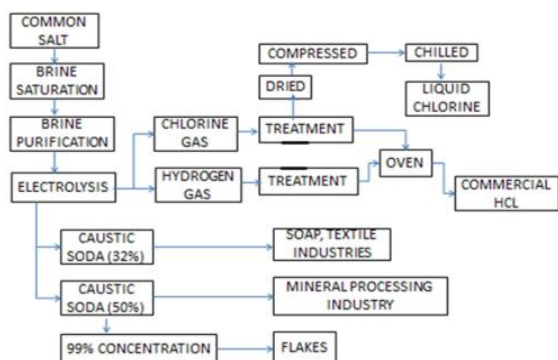 COMMON
SALT
COMPRESSED
CHILLED
BRINE
SATURATION
DRIED
LIQUID
CHLORINE
BRINE
PURIFICATION
CHLORINE
GAS
TREATMENT
OVEN
ELECTROLYSIS
HYDROGEN
GAS
TREATMENT
COMMERCIAL
HCL
CAUSTIC
SODA (32%)
SOAP, TEXTILE
INDUSTRIES
CAUSTIC
SODA (50%)
MINERAL PROCESSING
INDUSTRY
99% CONCENTRATION
FLAKES